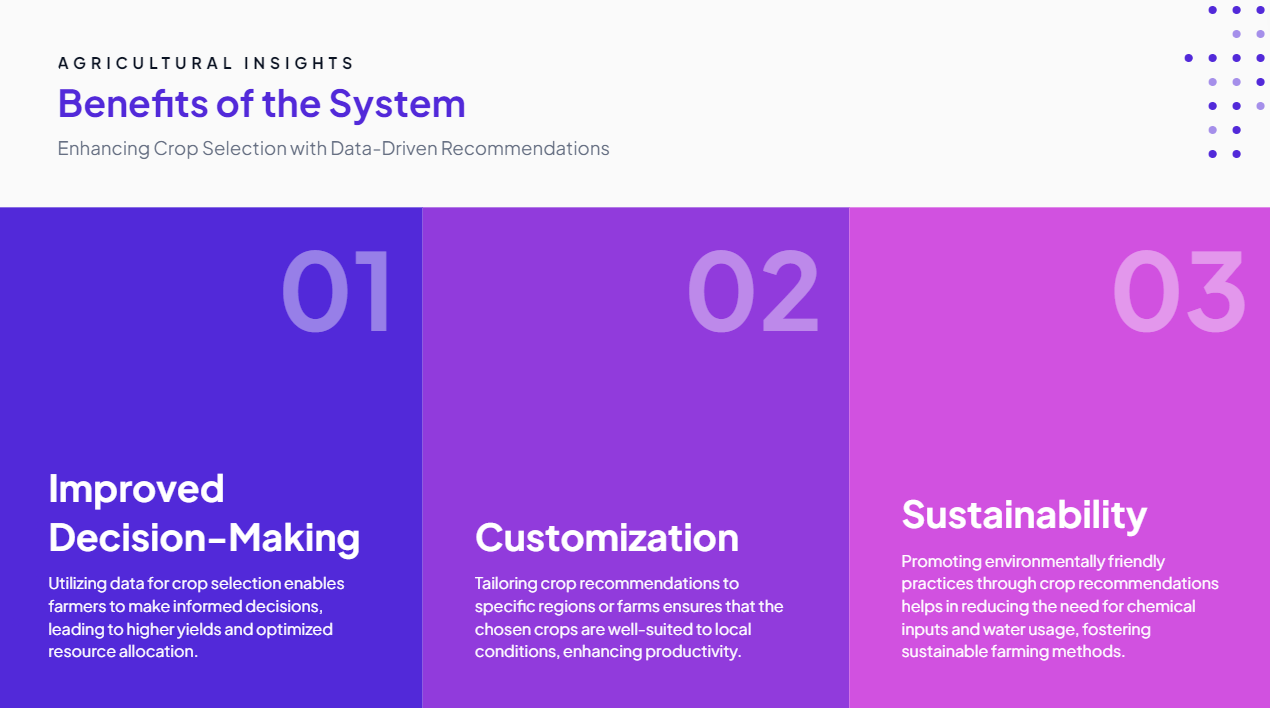 AGRICULTURAL INSIGHTS
Benefits of the System
Enhancing Crop Selection with Data-Driven Recommendations
01
Improved
Decision-Making
Utilizing data for crop selection enables
farmers to make informed decisions,
leading to higher yields and optimized
resource allocation.
02
Customization
Tailoring crop recommendations to
specific regions or farms ensures that the
chosen crops are well-suited to local
conditions, enhancing productivity.
03
Sustainability
Promoting environmentally friendly
practices through crop recommendations
helps in reducing the need for chemical
inputs and water usage, fostering
sustainable farming methods.